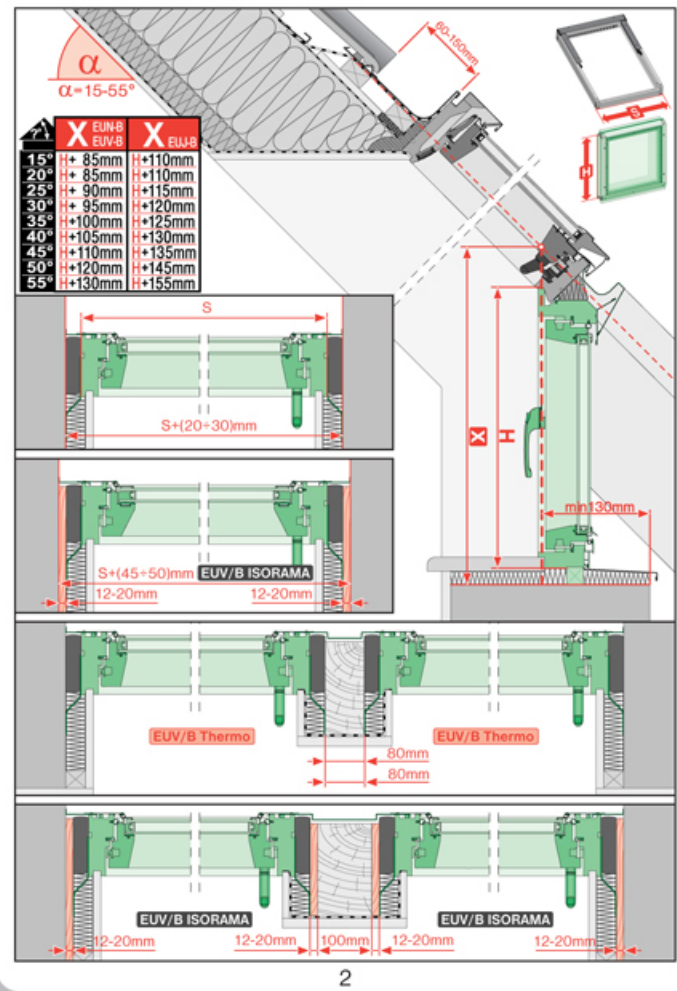 60-150mm
α
α=15-55°
S
H
?° X EUN-B EUV-B X EUJ-B
15° H+ 85mm H+110mm
20° H+ 85mm H+110mm
25° H+ 90mm H+115mm
30° H+ 95mm H+120mm
35° H+100mm H+125mm
40° H+105mm H+130mm
45° H+110mm H+135mm
50° H+120mm H+145mm
55° H+130mm H+155mm
S
S+(20÷30)mm
X
H
min130mm
S+(45÷50)mm EUV/B ISORAMA
12-20mm 12-20mm
EUV/B Thermo EUV/B Thermo
80mm
80mm
EUV/B ISORAMA EUV/B ISORAMA
12-20mm 12-20mm 100mm 12-20mm 12-20mm
2